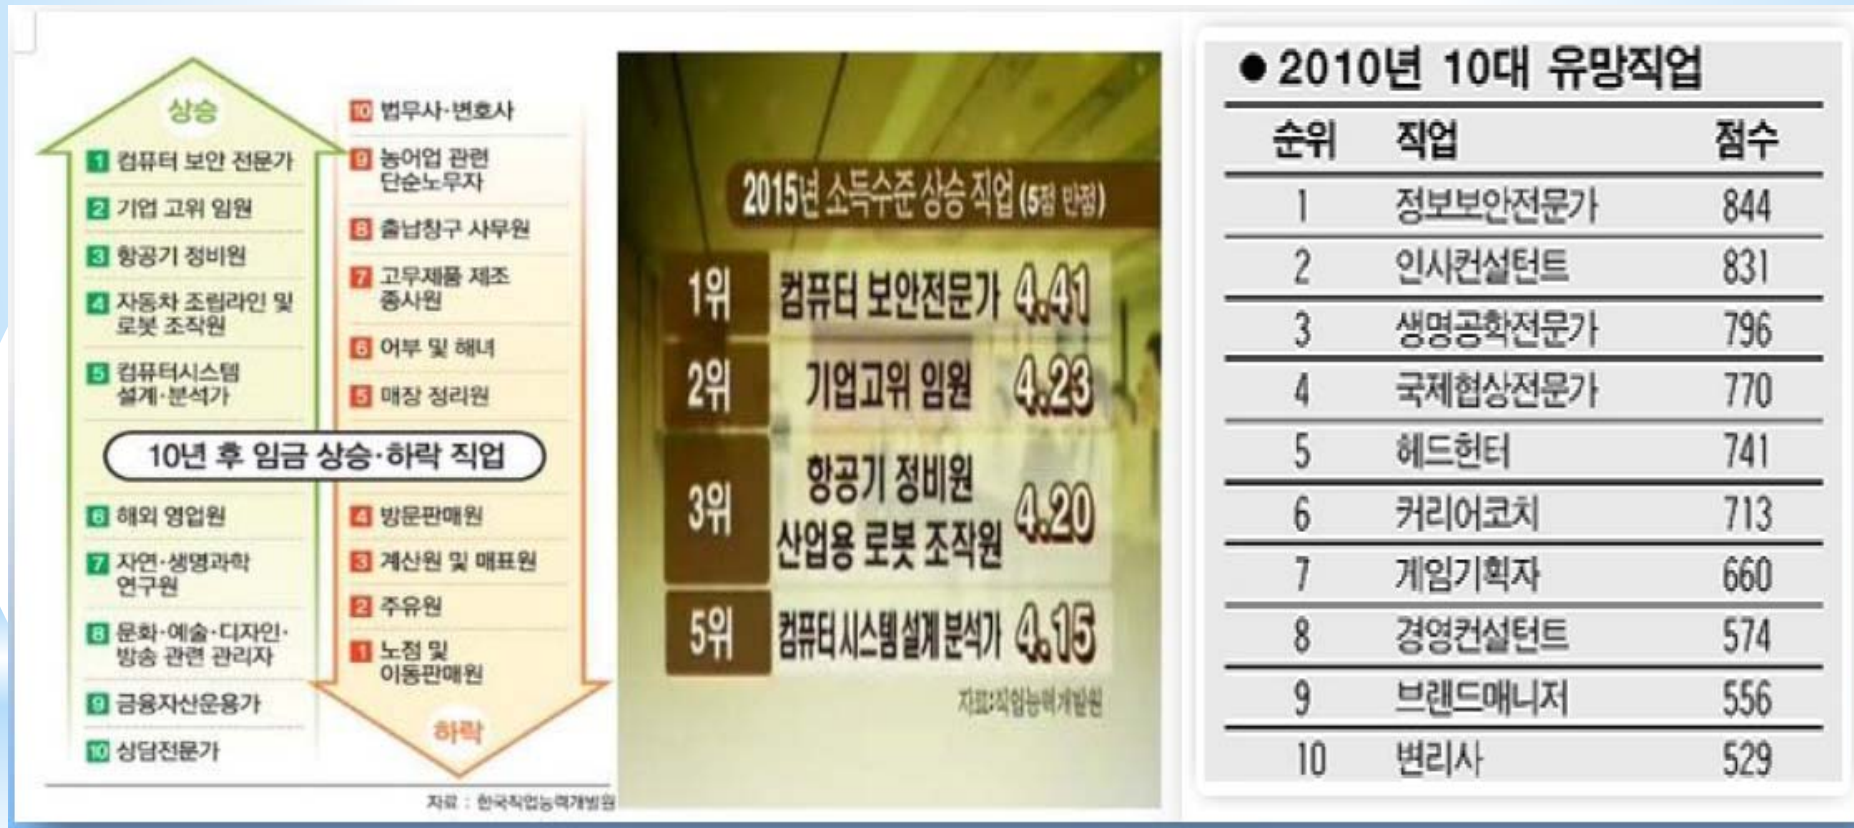 상승
1 컴퓨터 보안 전문가
2 기업 고위 임원
3 항공기 정비원
4 자동차 조립라인 및
로봇 조작원
5 컴퓨터시스템
설계·분석가
10 법무사·변호사
9 농어업 관련
단순노무자
8 출납창구 사무원
7 고무제품 제조
종사원
6 어부 및 해녀
5 매장 정리원
10년 후 임금 상승·하락 직업
6 해외 영업원
7 자연·생명과학
연구원
8 문화·예술·디자인·
방송 관련 관리자
9 금융자산운용가
10 상담전문가
4 방문판매원
3 계산원 및 매표원
2 주유원
1 노점 및
이동판매원
하락
자료 : 한국직업능력개발원
2015년 소득수준 상승 직업 (5점 만점)
1위 컴퓨터 보안전문가 4.41
2위 기업고위 임원 4.23
3위 항공기 정비원
산업용 로봇 조작원 4.20
5위 컴퓨터 시스템 설계 분석가 4.15
자료:직업능력개발원
● 2010년 10대 유망직업
순위 직업 점수
1 정보보안전문가 844
2 인사컨설턴트 831
3 생명공학전문가 796
4 국제협상전문가 770
5 헤드헌터 741
6 커리어코치 713
7 게임기획자 660
8 경영컨설턴트 574
9 브랜드매니저 556
10 변리사 529